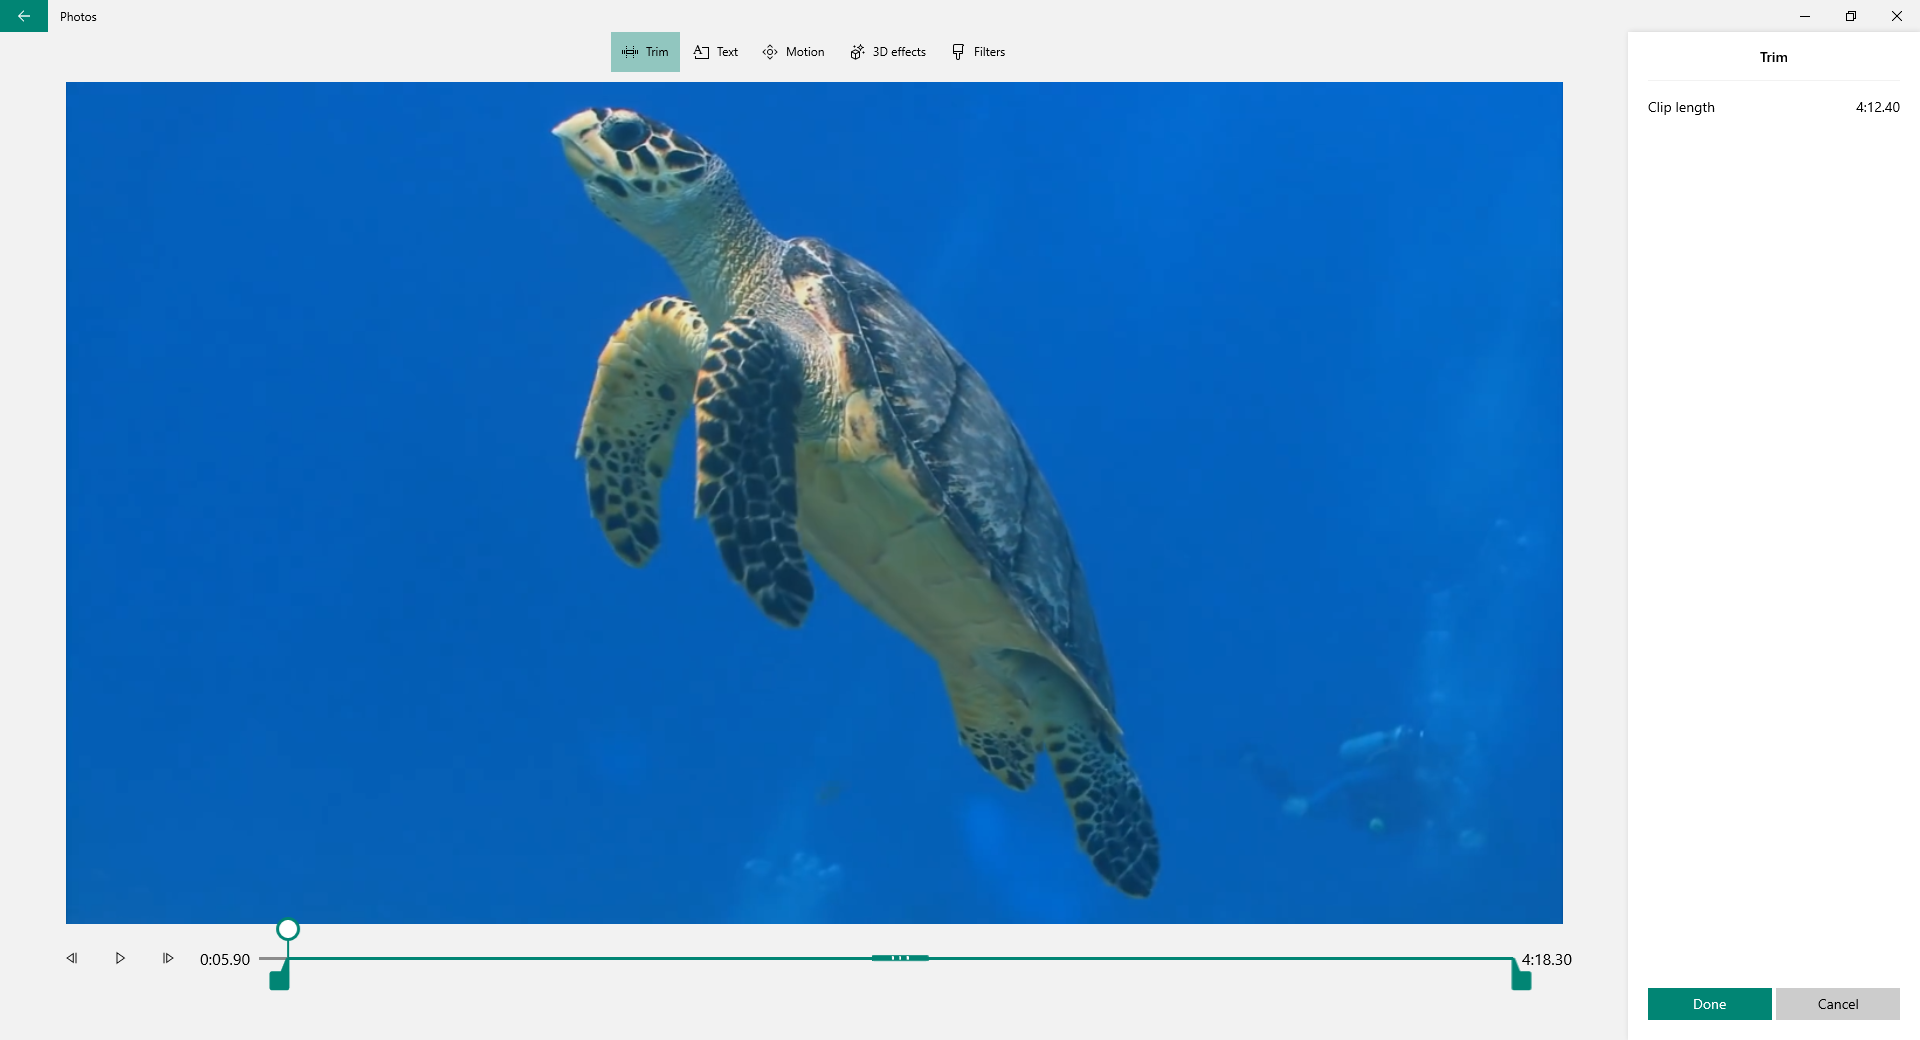 Photos
Trim
Text
Motion
3D effects
Filters
Trim
Clip length
4:12.40
0:05.90
4:18.30
Done
Cancel